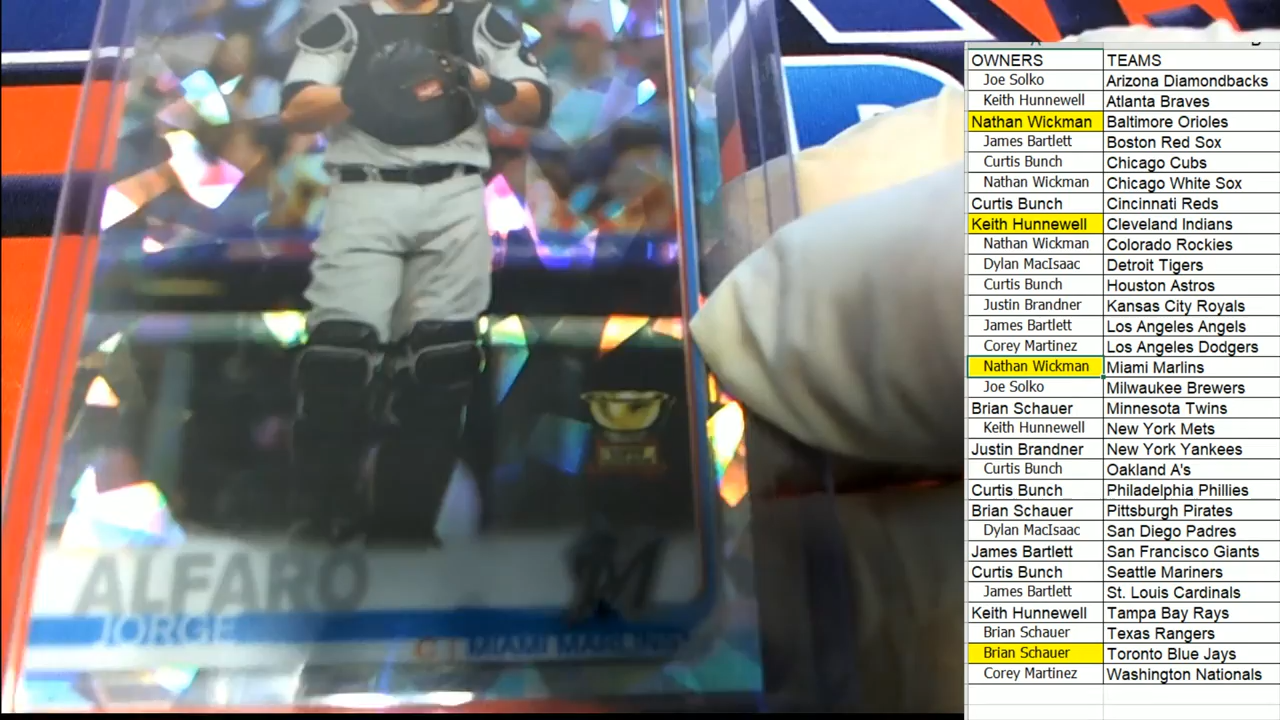 ALFARO
JORGE
C | MIAMI MARLINS
OWNERS TEAMS
Joe Solko Arizona Diamondbacks
Keith Hunnewell Atlanta Braves
Nathan Wickman Baltimore Orioles
James Bartlett Boston Red Sox
Curtis Bunch Chicago Cubs
Nathan Wickman Chicago White Sox
Curtis Bunch Cincinnati Reds
Keith Hunnewell Cleveland Indians
Nathan Wickman Colorado Rockies
Dylan MacIsaac Detroit Tigers
Curtis Bunch Houston Astros
Justin Brandner Kansas City Royals
James Bartlett Los Angeles Angels
Corey Martinez Los Angeles Dodgers
Nathan Wickman Miami Marlins
Joe Solko Milwaukee Brewers
Brian Schauer Minnesota Twins
Keith Hunnewell New York Mets
Justin Brandner New York Yankees
Curtis Bunch Oakland A's
Curtis Bunch Philadelphia Phillies
Brian Schauer Pittsburgh Pirates
Dylan MacIsaac San Diego Padres
James Bartlett San Francisco Giants
Curtis Bunch Seattle Mariners
James Bartlett St. Louis Cardinals
Keith Hunnewell Tampa Bay Rays
Brian Schauer Texas Rangers
Brian Schauer Toronto Blue Jays
Corey Martinez Washington Nationals